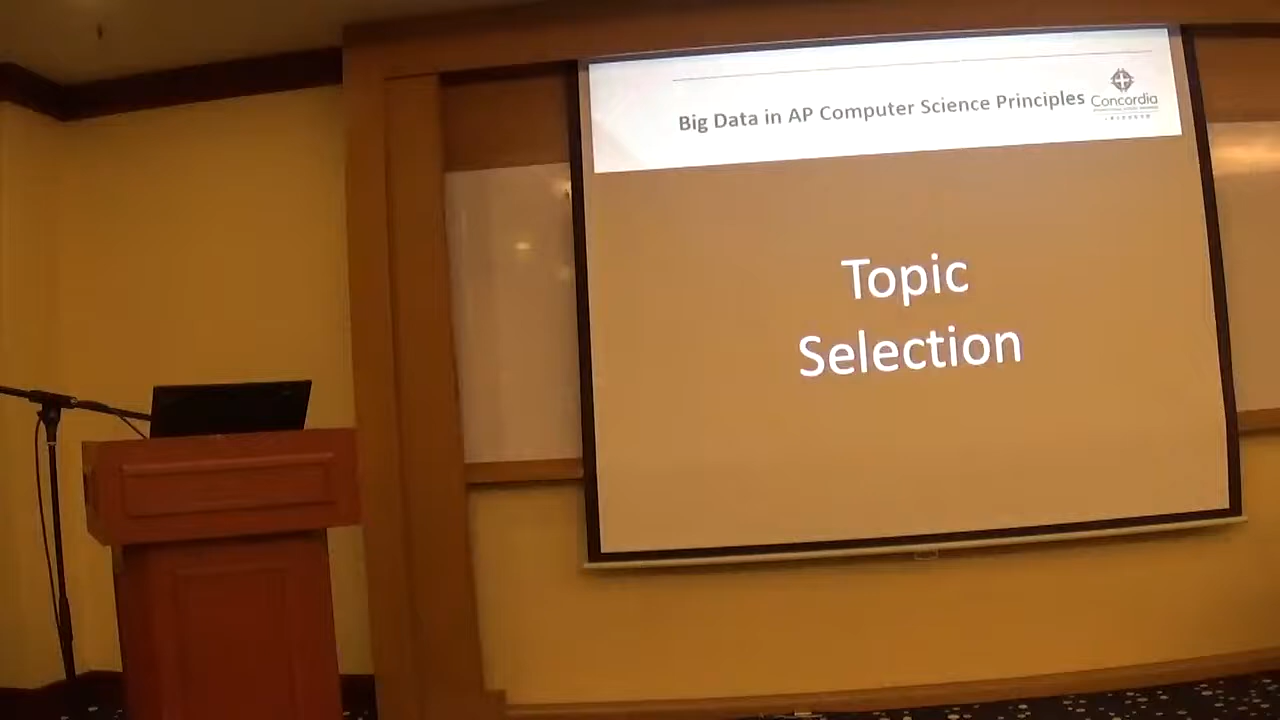 Big Data in AP Computer Science Principles
Concordia
Topic
Selection